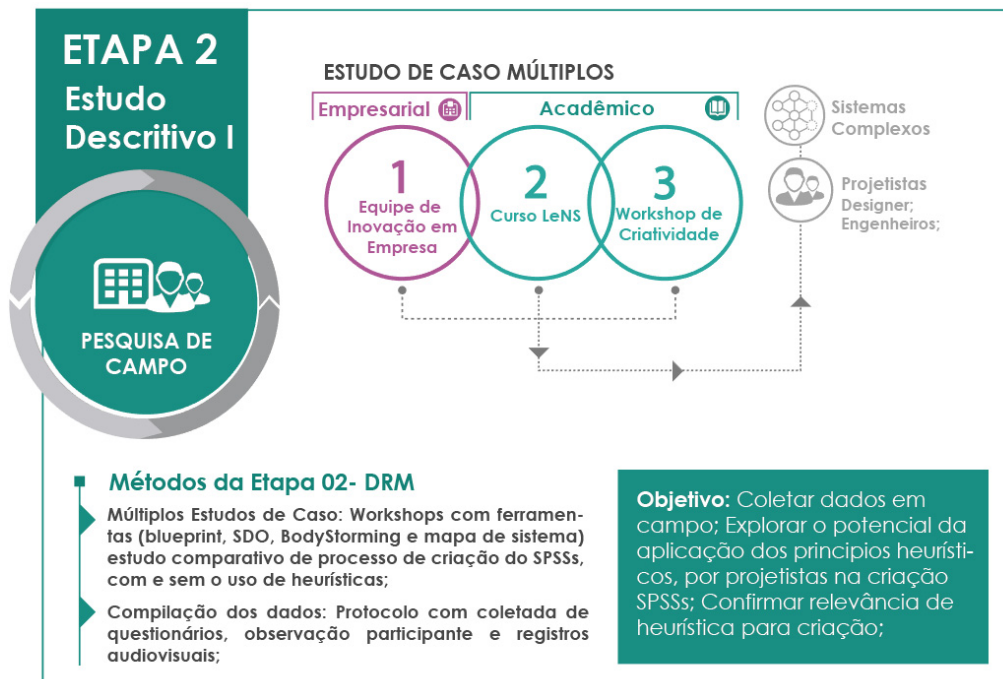 ETAPA 2
Estudo
Descritivo I
PESQUISA DE
CAMPO
ESTUDO DE CASO MÚLTIPLOS
Empresarial
Acadêmico
1
Equipe de
Inovação em
Empresa
2
Curso LeNS
3
Workshop de
Criatividade
Sistemas
Complexos
Projetistas
Designer;
Engenheiros;
Métodos da Etapa 02- DRM
Múltiplos Estudos de Caso: Workshops com ferramen-
tas (blueprint, SDO, BodyStorming e mapa de sistema)
estudo comparativo de processo de criação do SPSSs,
com e sem o uso de heurísticas;
Compilação dos dados: Protocolo com coletada de
questionários, observação participante e registros
audiovisuais;
Objetivo: Coletar dados em
campo; Explorar o potencial da
aplicação dos principios heurísti-
cos, por projetistas na criação
SPSSs; Confirmar relevância de
heurística para criação;